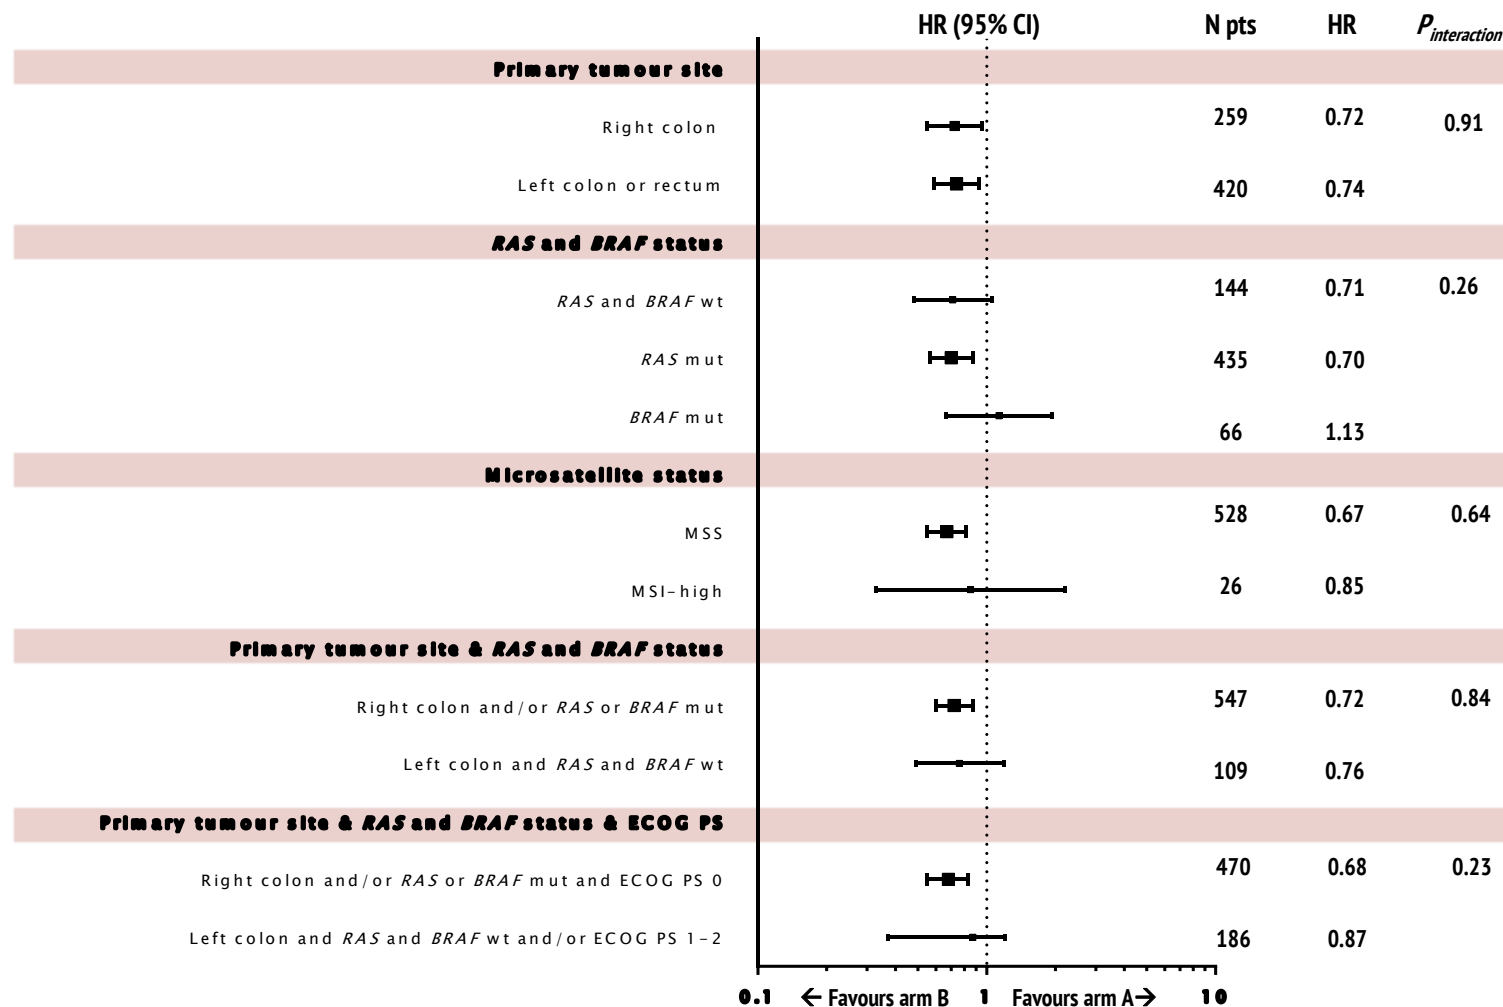 HR (95% CI) N pts HR P interaction
Primary tumour site
Right colon 259 0.72 0.91
Left colon or rectum 420 0.74
RAS and BRAF status
RAS and BRAF wt 144 0.71 0.26
RAS mut 435 0.70
BRAF mut 66 1.13
Microsatellite status
MSS 528 0.67 0.64
MSI-high 26 0.85
Primary tumour site & RAS and BRAF status
Right colon and/or RAS or BRAF mut 547 0.72 0.84
Left colon and RAS and BRAF wt 109 0.76
Primary tumour site & RAS and BRAF status & ECOG PS
Right colon and/or RAS or BRAF mut and ECOG PS 0 470 0.68 0.23
Left colon and RAS and BRAF wt and/or ECOG PS 1-2 186 0.87
0.1 ← Favours arm B 1 Favours arm A → 10